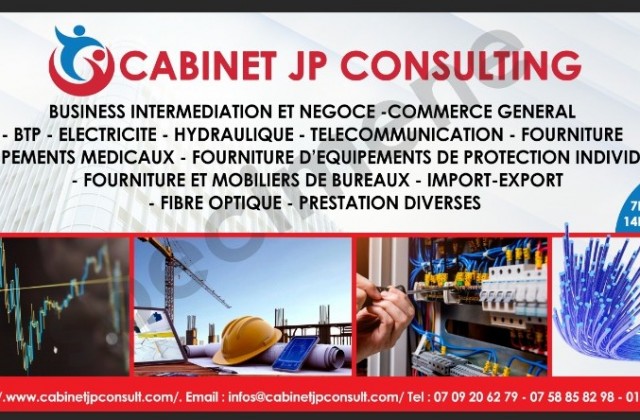 CABINET JP CONSULTING
BUSINESS INTERMEDIATION ET NEGOCE -COMMERCE GENERAL
- BTP - ELECTRICITE - HYDRAULIQUE - TELECOMMUNICATION - FOURNITURE
PEMENTS MEDICAUX - FOURNITURE D'EQUIPEMENTS DE PROTECTION INDIVID
- FOURNITURE ET MOBILIERS DE BUREAUX - IMPORT-EXPORT
- FIBRE OPTIQUE - PRESTATION DIVERSES
/.www.cabinetjpconsult.com/. Email : infos@cabinetjpconsult.com/ Tel : 07 09 20 62 79 - 07 58 85 82 98 - 01